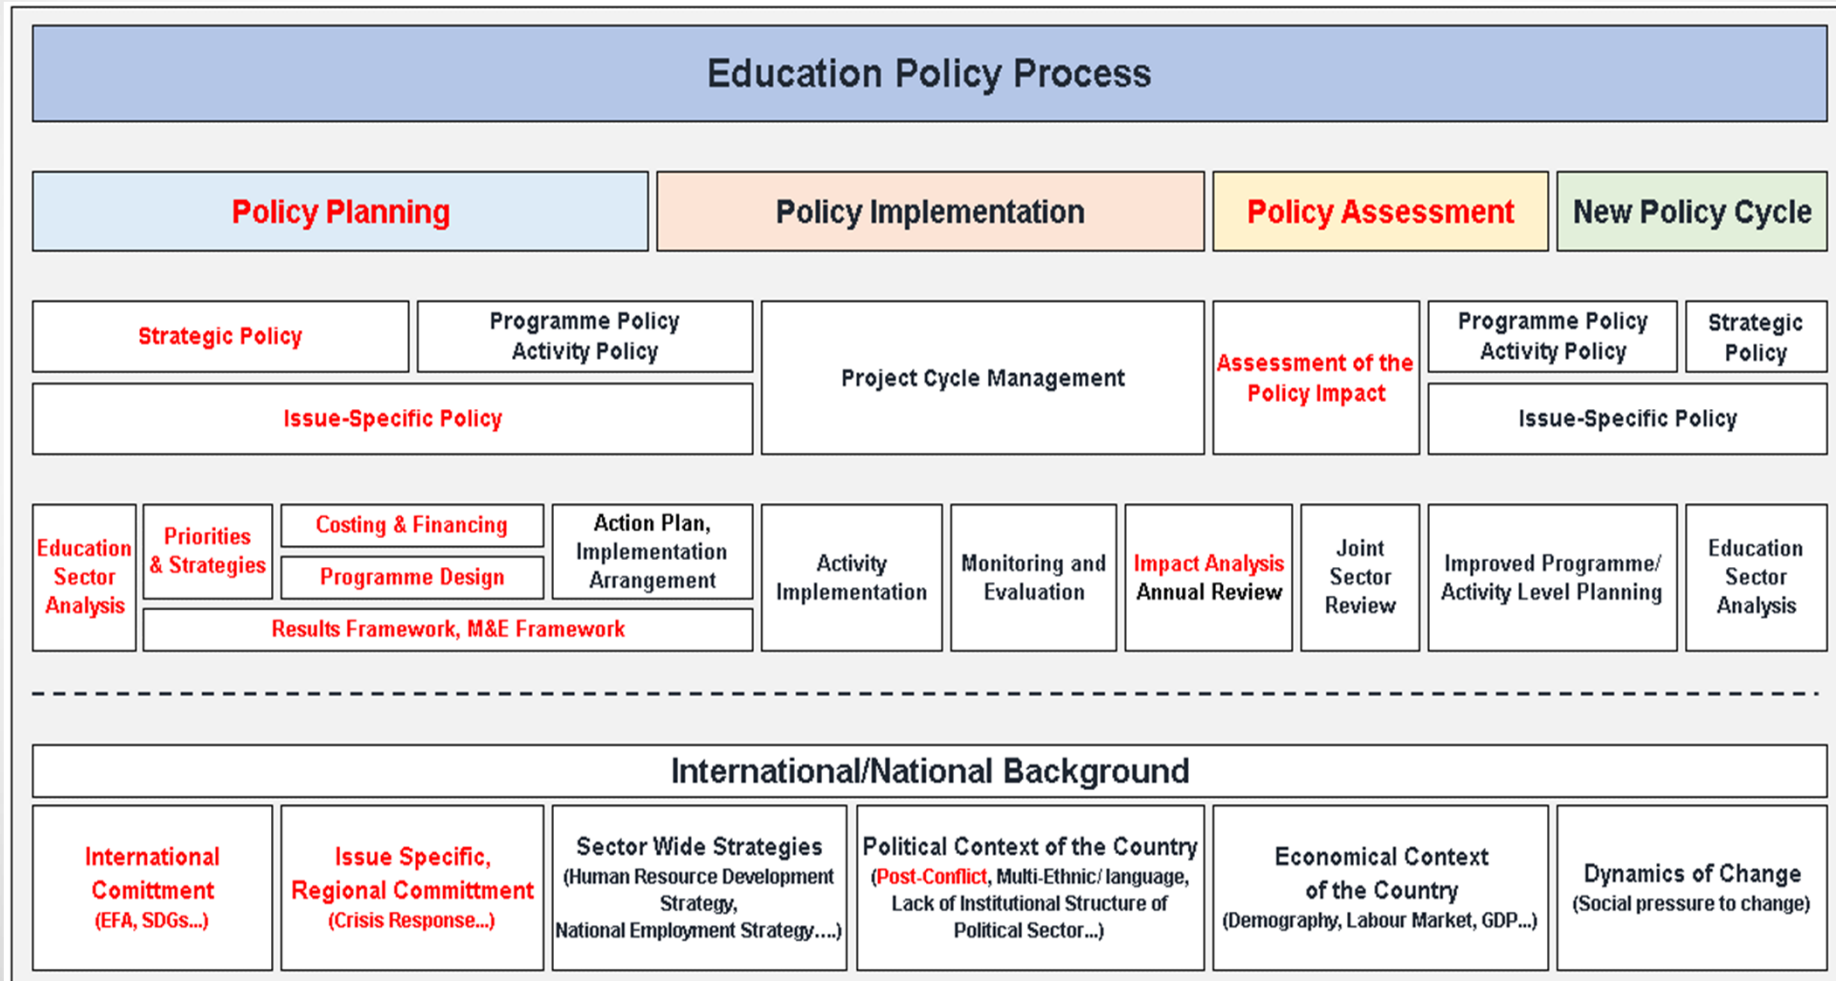 Education Policy Process
Policy Planning
Policy Implementation
Policy Assessment
New Policy Cycle
Strategic Policy
Programme Policy
Activity Policy
Issue-Specific Policy
Project Cycle Management
Assessment of the
Policy Impact
Programme Policy
Activity Policy
Strategic
Policy
Issue-Specific Policy
Education
Sector
Analysis
Priorities
& Strategies
Costing & Financing
Programme Design
Results Framework, M&E Framework
Action Plan,
Implementation
Arrangement
Activity
Implementation
Monitoring and
Evaluation
Impact Analysis
Annual Review
Joint
Sector
Review
Improved Programme/
Activity Level Planning
Education
Sector
Analysis
International/National Background
International
Comittment
(EFA, SDGs...)
Issue Specific,
Regional Committment
(Crisis Response...)
Sector Wide Strategies
(Human Resource Development
Strategy,
National Employment Strategy....)
Political Context of the Country
(Post-Conflict, Multi-Ethnic/ language,
Lack of Institutional Structure of
Political Sector...)
Economical Context
of the Country
(Demography, Labour Market, GDP...)
Dynamics of Change
(Social pressure to change)